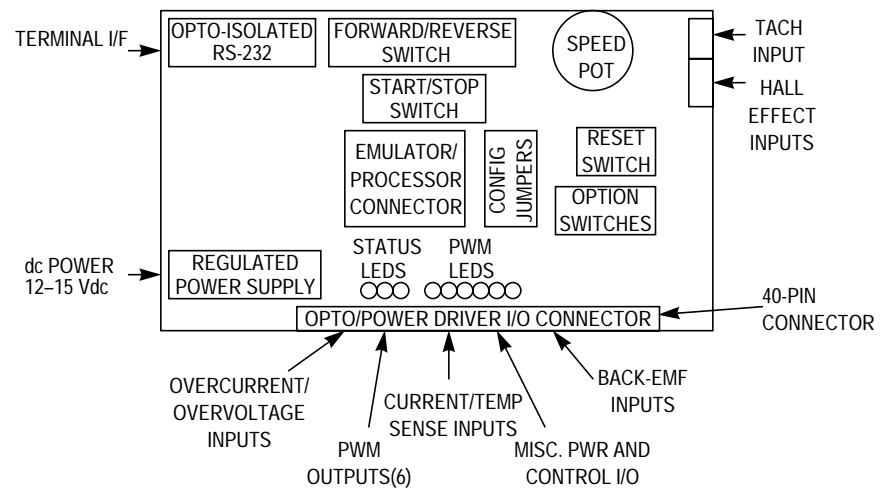 TERMINAL I/F
OPTO-ISOLATED
RS-232
FORWARD/REVERSE
SWITCH
SPEED
POT
TACH
INPUT
START/STOP
SWITCH
HALL
EFFECT
INPUTS
EMULATOR/
PROCESSOR
CONNECTOR
CONFIG
JUMPERS
RESET
SWITCH
OPTION
SWITCHES
STATUS
LEDS
PWM
LEDS
dc POWER
12–15 Vdc
REGULATED
POWER SUPPLY
OPTO/POWER DRIVER I/O CONNECTOR
40-PIN
CONNECTOR
OVERCURRENT/
OVERVOLTAGE
INPUTS
PWM
OUTPUTS(6)
CURRENT/TEMP
SENSE INPUTS
MISC. PWR AND
CONTROL I/O
BACK-EMF
INPUTS